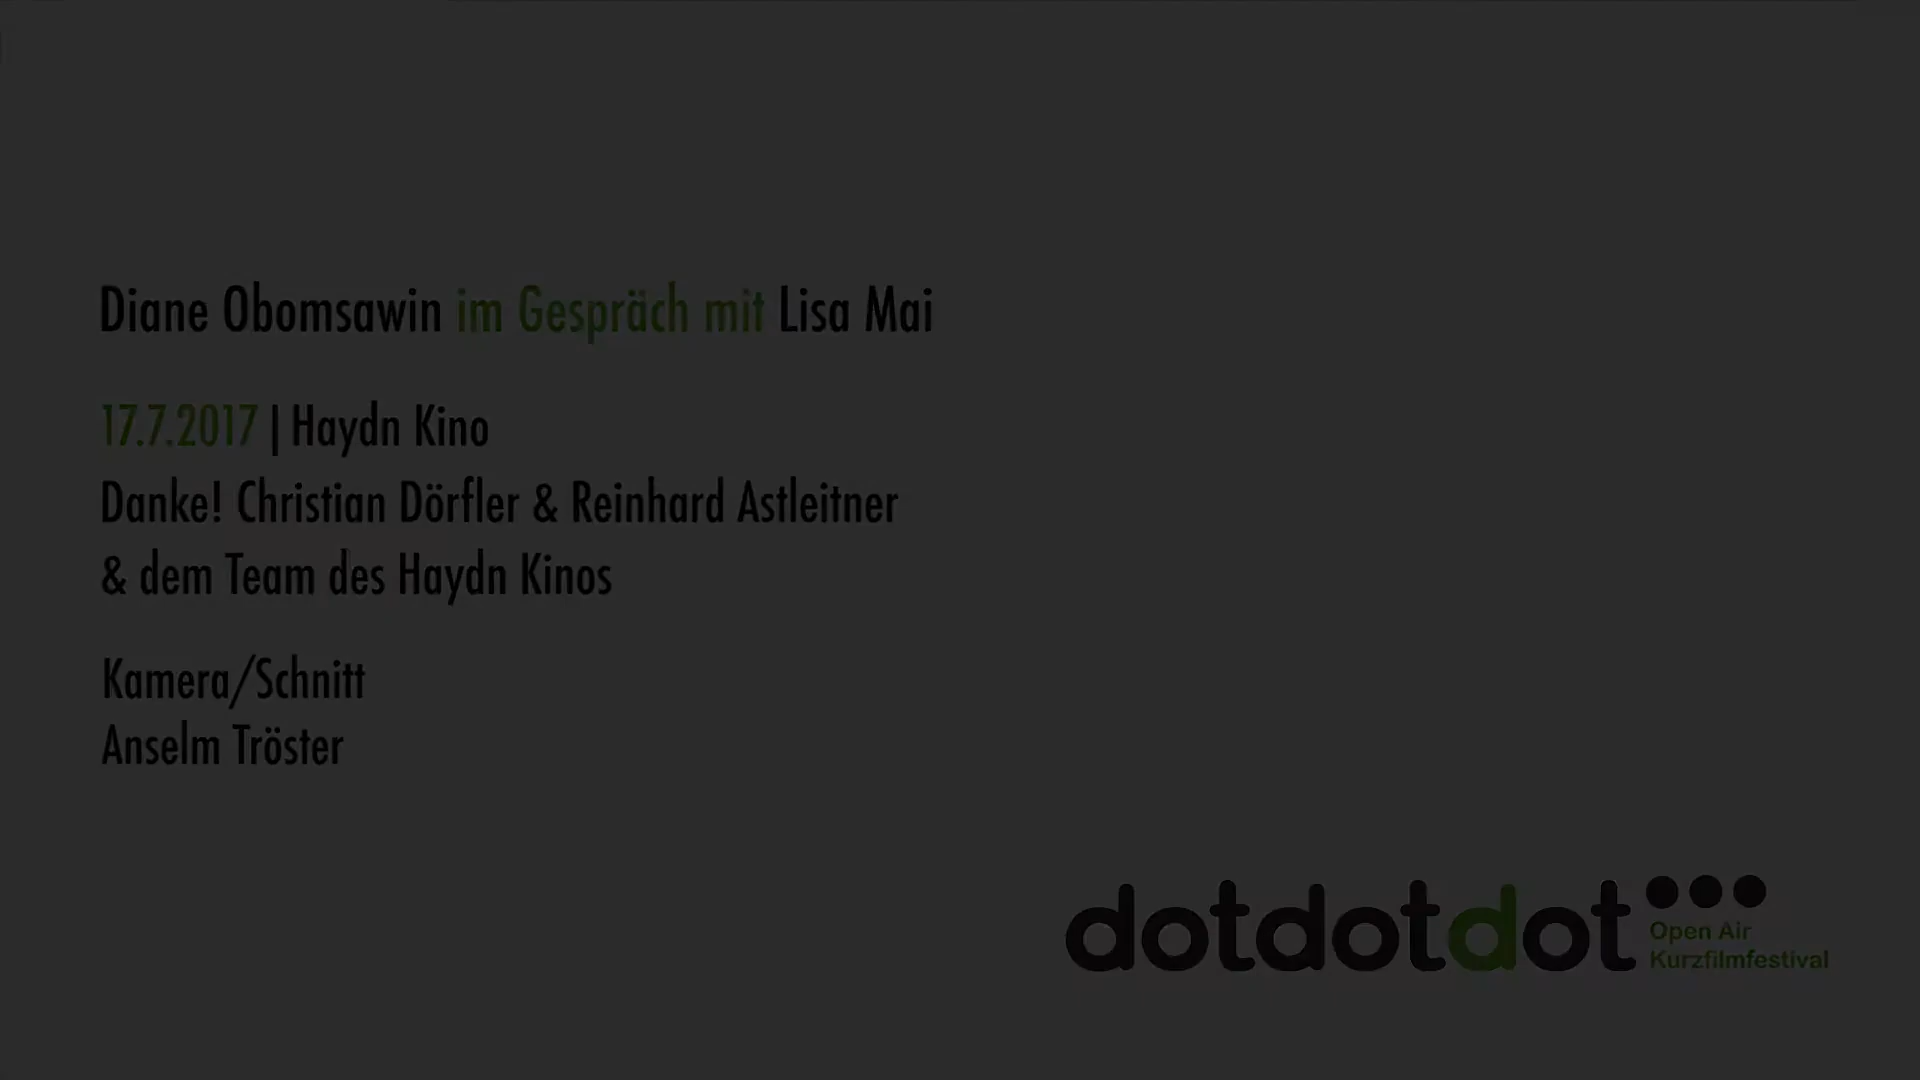 Diane Obomsawin im Gespräch mit Lisa Mai
17.7.2017 | Haydn Kino
Danke! Christian Dörfler & Reinhard Astleitner
& dem Team des Haydn Kinos
Kamera/Schnitt
Anselm Tröster
dotdotdot
Open Air
Kurzfilmfestival